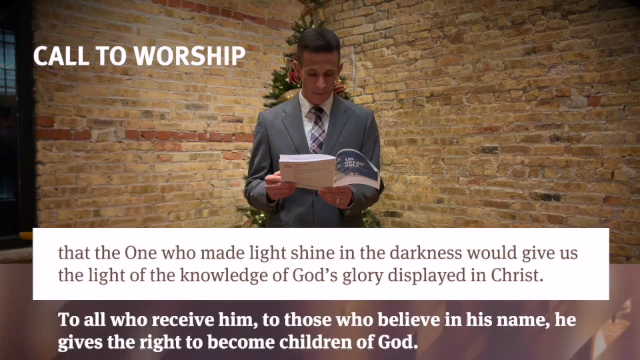 CALL TO WORSHIP
that the One who made light shine in the darkness would give us
the light of the knowledge of God’s glory displayed in Christ.
To all who receive him, to those who believe in his name, he
gives the right to become children of God.